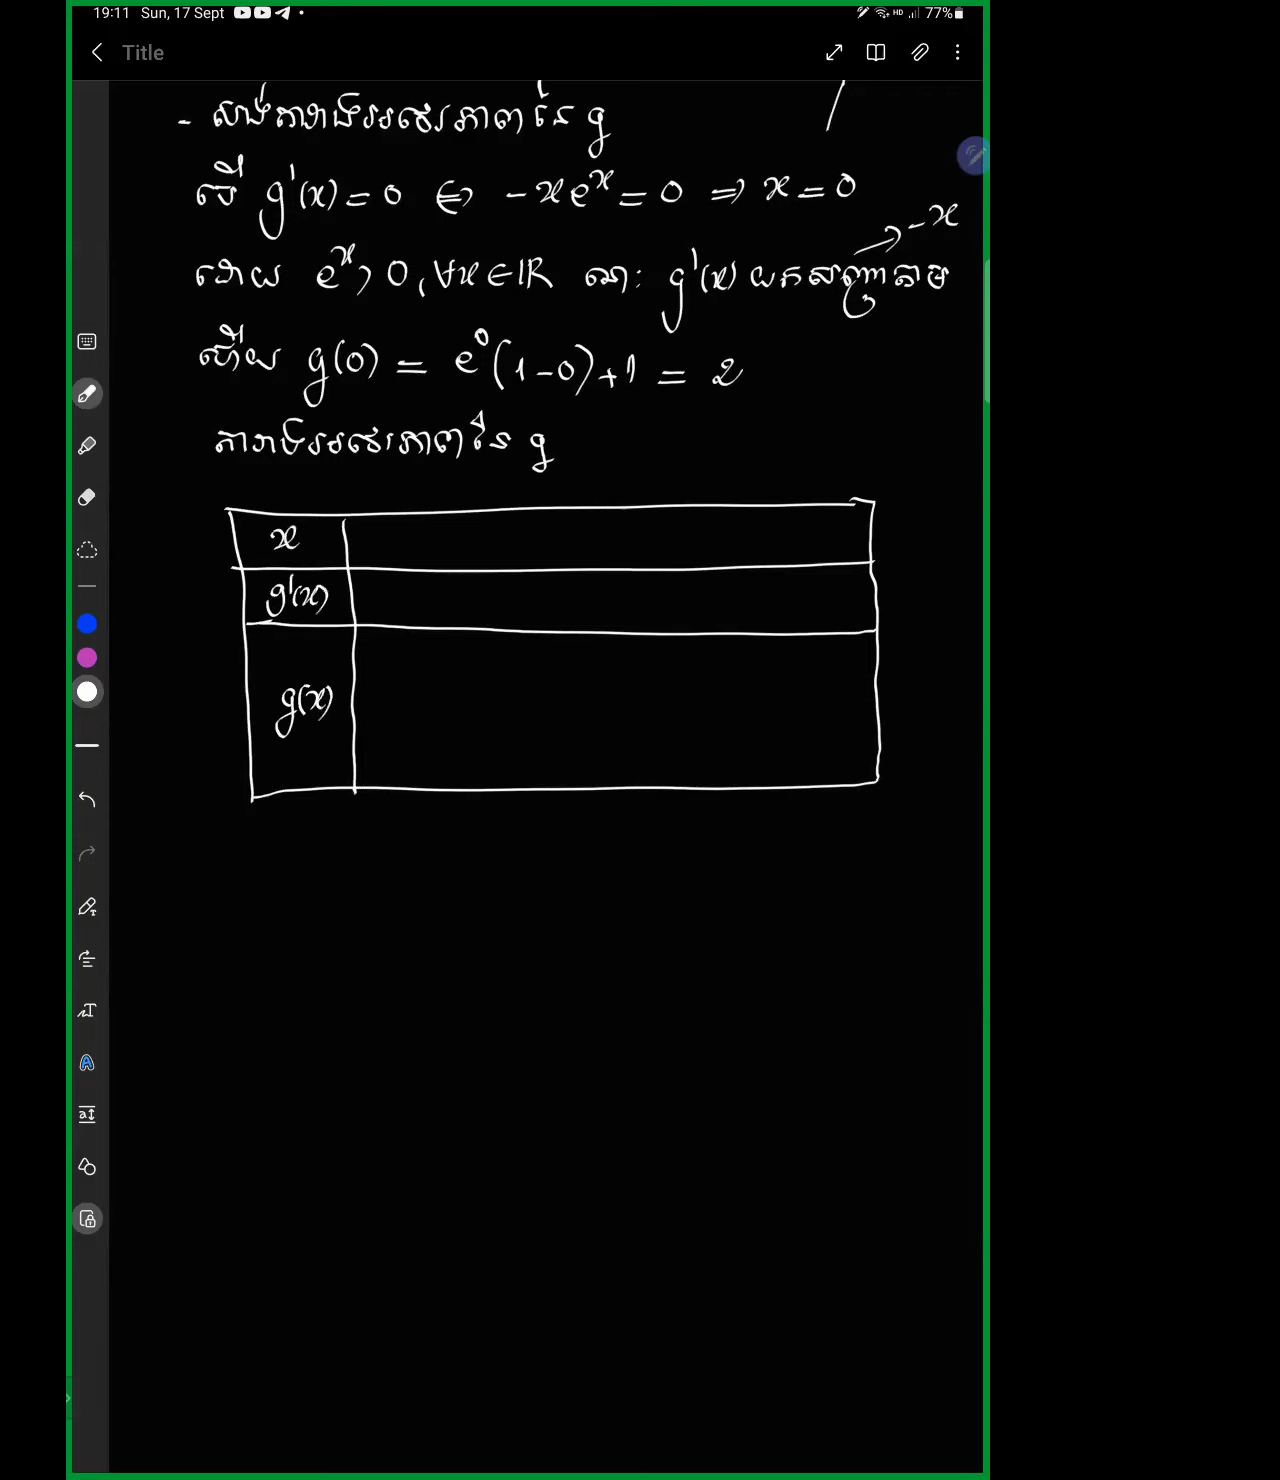 19:11 Sun, 17 Sept 77%
Title
- សង់តារាងអថេរភាពនៃ g
បើ g'(x) = 0 ⇔ -xeˣ = 0 ⇒ x = 0
→ -x
ដោយ eˣ > 0, ∀x ∈ IR នោះ g'(x) យកសញ្ញាតាម
ហើយ g(0) = e⁰(1-0)+1 = 2
តារាងអថេរភាពនៃ g
x
g'(x)
g(x)